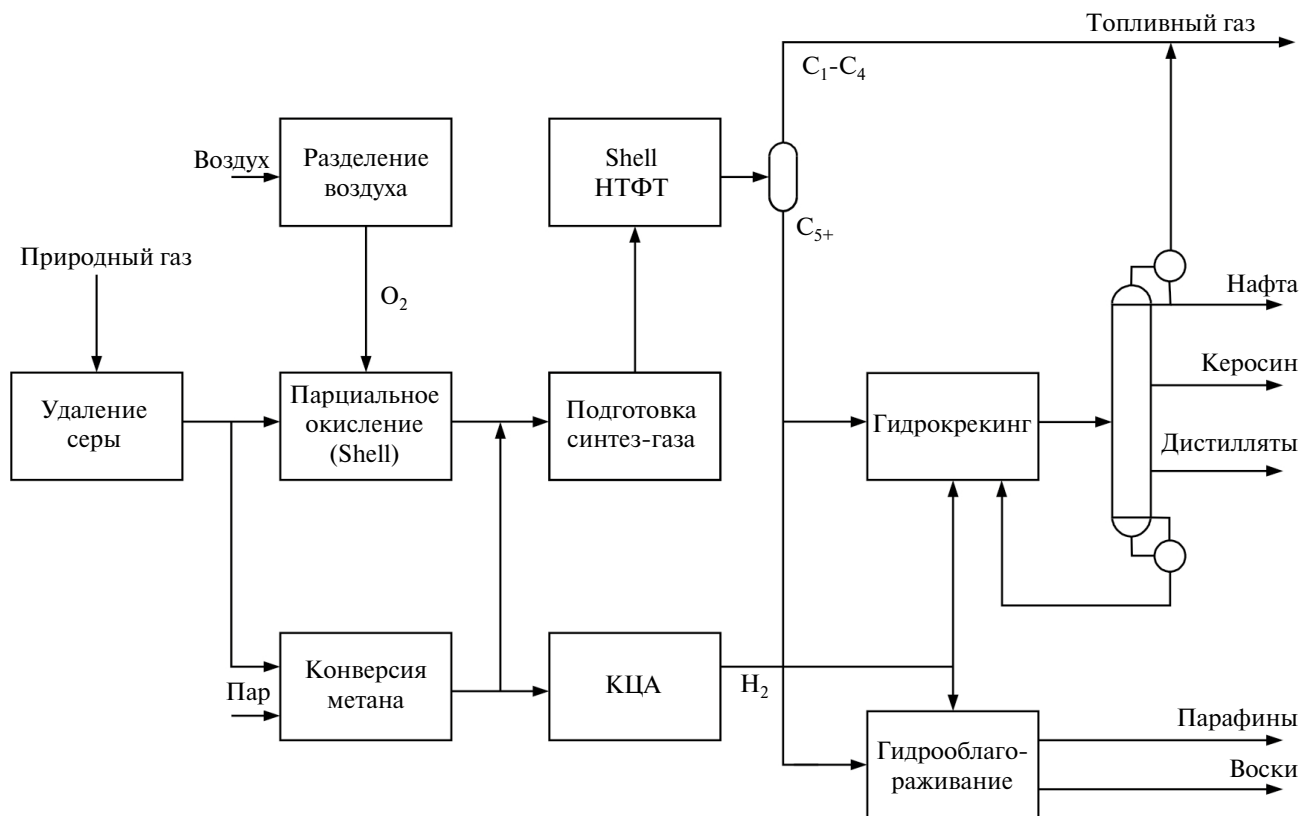 Топливный газ
C₁-C₄
Воздух
Разделение
воздуха
Shell
НТФТ
C₅₊
Природный газ
O₂
Нафта
Керосин
Дистилляты
Удаление
серы
Парциальное
окисление
(Shell)
Подготовка
синтез-газа
Гидрокрекинг
Пар
Конверсия
метана
КЦА
H₂
Гидрооблаго-
раживание
Парафины
Воски